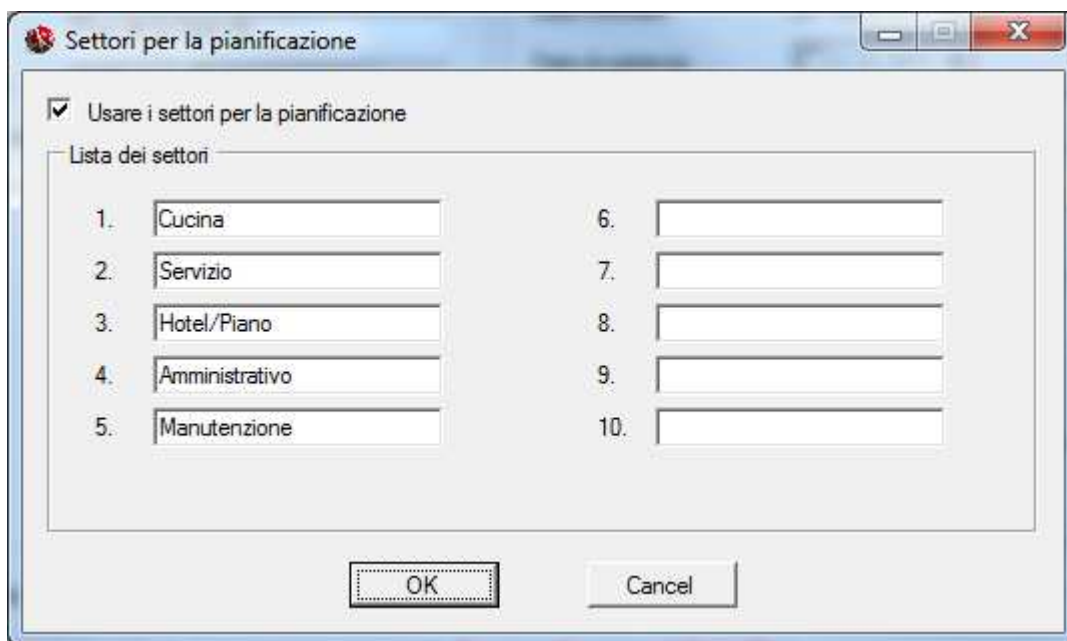 Settori per la pianificazione
Usare i settori per la pianificazione
Lista dei settori
1. Cucina
2. Servizio
3. Hotel/Piano
4. Amministrativo
5. Manutenzione
6.
7.
8.
9.
10.
OK Cancel